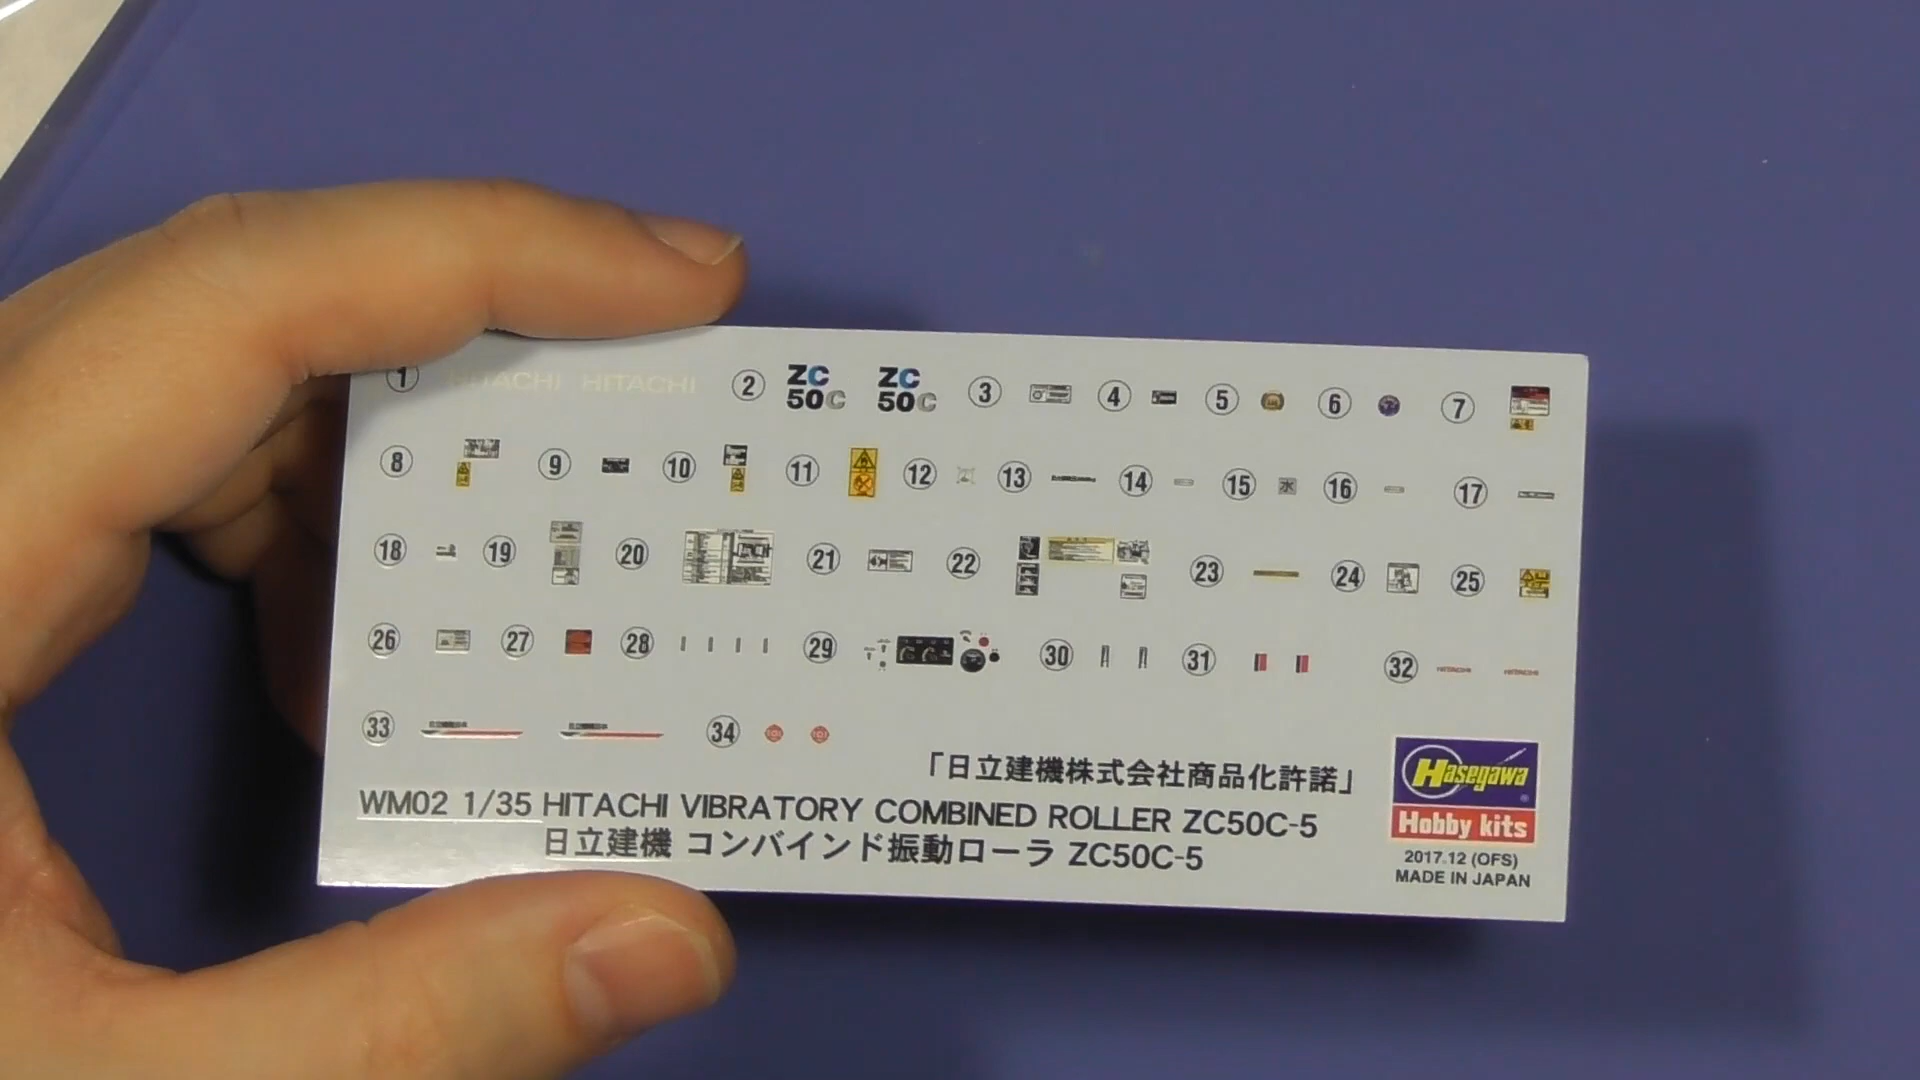 1 HITACHI HITACHI 2 ZC 50C ZC 50C 3 4 5 6 7
8 9 10 11 12 13 14 15 水 16 17
18 19 20 21 22 23 24 25
26 27 28 29 30 31 32 HITACHI HITACHI
33 34
「日立建機株式会社商品化許諾」
WM02 1/35 HITACHI VIBRATORY COMBINED ROLLER ZC50C-5
日立建機 コンバインド振動ローラ ZC50C-5
Hasegawa
Hobby kits
2017.12 (OFS)
MADE IN JAPAN